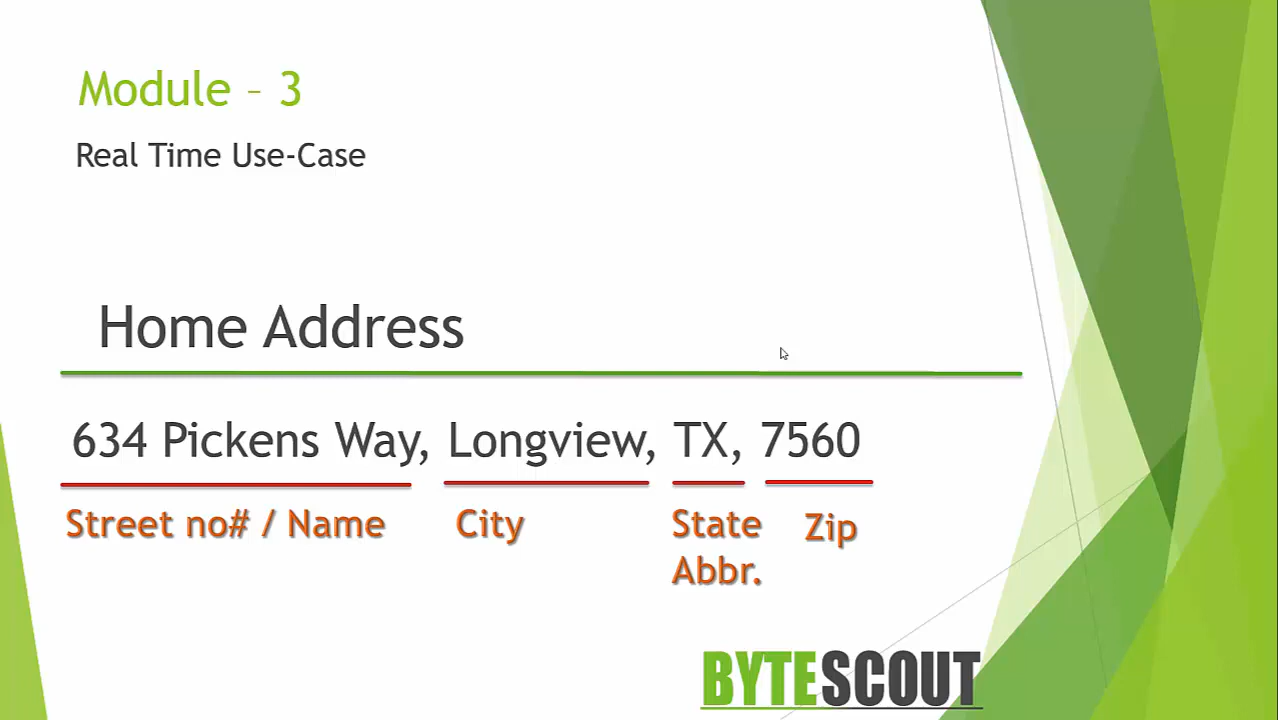 Module – 3
Real Time Use-Case
Home Address
634 Pickens Way, Longview, TX, 7560
Street no# / Name City State Zip
Abbr.
BYTESCOUT